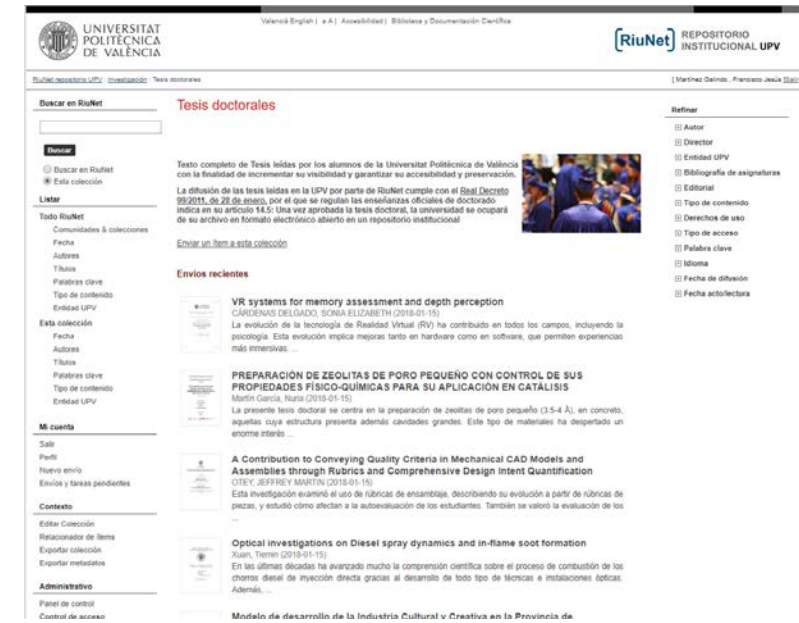 UNIVERSITAT
POLITÈCNICA
DE VALÈNCIA
Valencià English | a A | Accesibilidad | Biblioteca y Documentación Científica
[RiuNet] REPOSITORIO
INSTITUCIONAL UPV
RiuNet repositorio UPV : Investigación : Tesis doctorales
[ Martínez Galindo , Francisco Jesús [Salir
Buscar en RiuNet
Buscar
Buscar en RiuNet
Esta colección
Listar
Todo RiuNet
Comunidades & colecciones
Fecha
Autores
Títulos
Palabras clave
Tipo de contenido
Entidad UPV
Esta colección
Fecha
Autores
Títulos
Palabras clave
Tipo de contenido
Entidad UPV
Mi cuenta
Salir
Perfil
Nuevo envío
Envíos y tareas pendientes
Contexto
Editar Colección
Relacionador de ítems
Exportar colección
Exportar metadatos
Administrativo
Panel de control
Control de acceso
Tesis doctorales
Texto completo de Tesis leídas por los alumnos de la Universitat Politècnica de València
con la finalidad de incrementar su visibilidad y garantizar su accesibilidad y preservación.
La difusión de las tesis leídas en la UPV por parte de RiuNet cumple con el Real Decreto
99/2011, de 28 de enero, por el que se regulan las enseñanzas oficiales de doctorado
indica en su artículo 14.5: Una vez aprobada la tesis doctoral, la universidad se ocupará
de su archivo en formato electrónico abierto en un repositorio institucional
Enviar un ítem a esta colección
Envíos recientes
VR systems for memory assessment and depth perception
CÁRDENAS DELGADO, SONIA ELIZABETH (2018-01-15)
La evolución de la tecnología de Realidad Virtual (RV) ha contribuido en todos los campos, incluyendo la
psicología. Esta evolución implica mejoras tanto en hardware como en software, que permiten experiencias
más inmersivas. ...
PREPARACIÓN DE ZEOLITAS DE PORO PEQUEÑO CON CONTROL DE SUS
PROPIEDADES FÍSICO-QUÍMICAS PARA SU APLICACIÓN EN CATÁLISIS
Martín García, Nuria (2018-01-15)
La presente tesis doctoral se centra en la preparación de zeolitas de poro pequeño (3.5-4 Å), en concreto,
aquellas cuya estructura presenta además cavidades grandes. Este tipo de materiales ha despertado un
enorme interés ...
A Contribution to Conveying Quality Criteria in Mechanical CAD Models and
Assemblies through Rubrics and Comprehensive Design Intent Quantification
OTEY, JEFFREY MARTIN (2018-01-15)
Esta investigación examinó el uso de rúbricas de ensamblaje, describiendo su evolución a partir de rúbricas de
piezas, y estudió cómo afectan a la autoevaluación de los estudiantes. También se valoró la evaluación de los
...
Optical investigations on Diesel spray dynamics and in-flame soot formation
Xuan, Tiemin (2018-01-15)
En las últimas décadas ha avanzado mucho la comprensión científica sobre el proceso de combustión de los
chorros diesel de inyección directa gracias al desarrollo de todo tipo de técnicas e instalaciones ópticas.
Además, ...
Modelo de desarrollo de la Industria Cultural y Creativa en la Provincia de
Refinar
Autor
Director
Entidad UPV
Bibliografía de asignaturas
Editorial
Tipo de contenido
Derechos de uso
Tipo de acceso
Palabra clave
Idioma
Fecha de difusión
Fecha acto/lectura